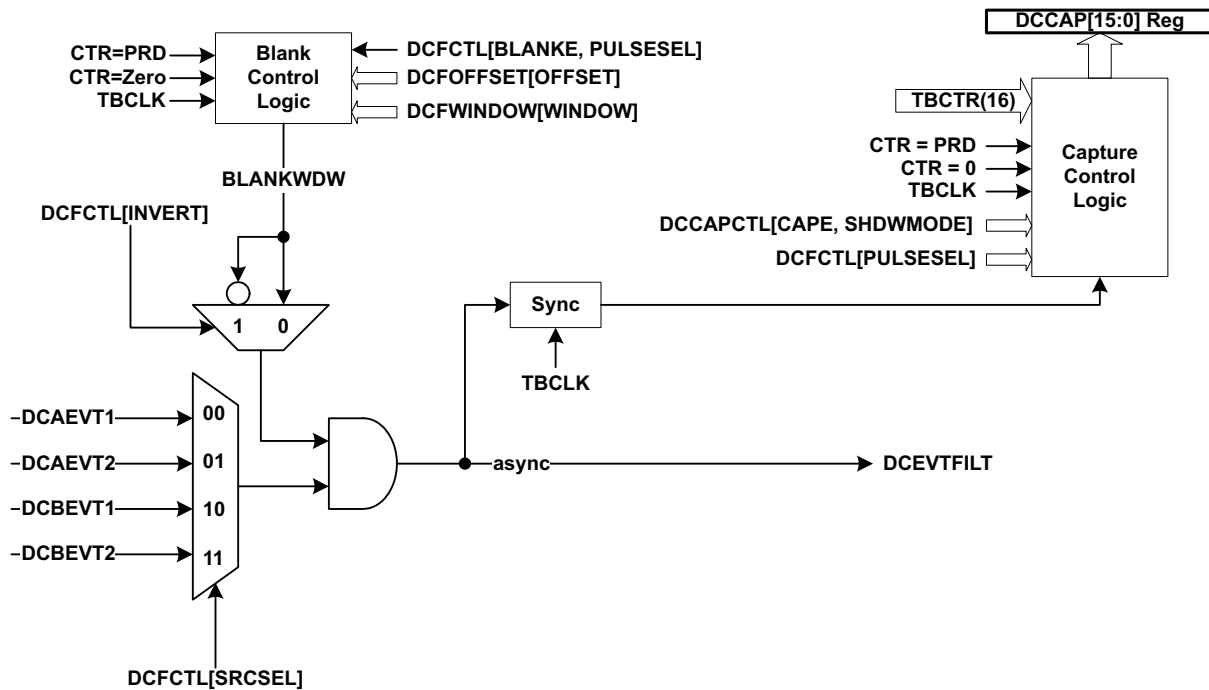 DCCAP[15:0] Reg
CTR=PRD
CTR=Zero
TBCLK
Blank
Control
Logic
DCFCTL[BLANKE, PULSESEL]
DCFOFFSET[OFFSET]
DCFWINDOW[WINDOW]
TBCTR(16)
CTR = PRD
CTR = 0
TBCLK
DCCAPCTL[CAPE, SHDWMODE]
DCFCTL[PULSESEL]
Capture
Control
Logic
BLANKWDW
DCFCTL[INVERT]
1 0
Sync
TBCLK
–DCAEVT1
–DCAEVT2
–DCBEVT1
–DCBEVT2
00
01
10
11
async
DCEVTFILT
DCFCTL[SRCSEL]